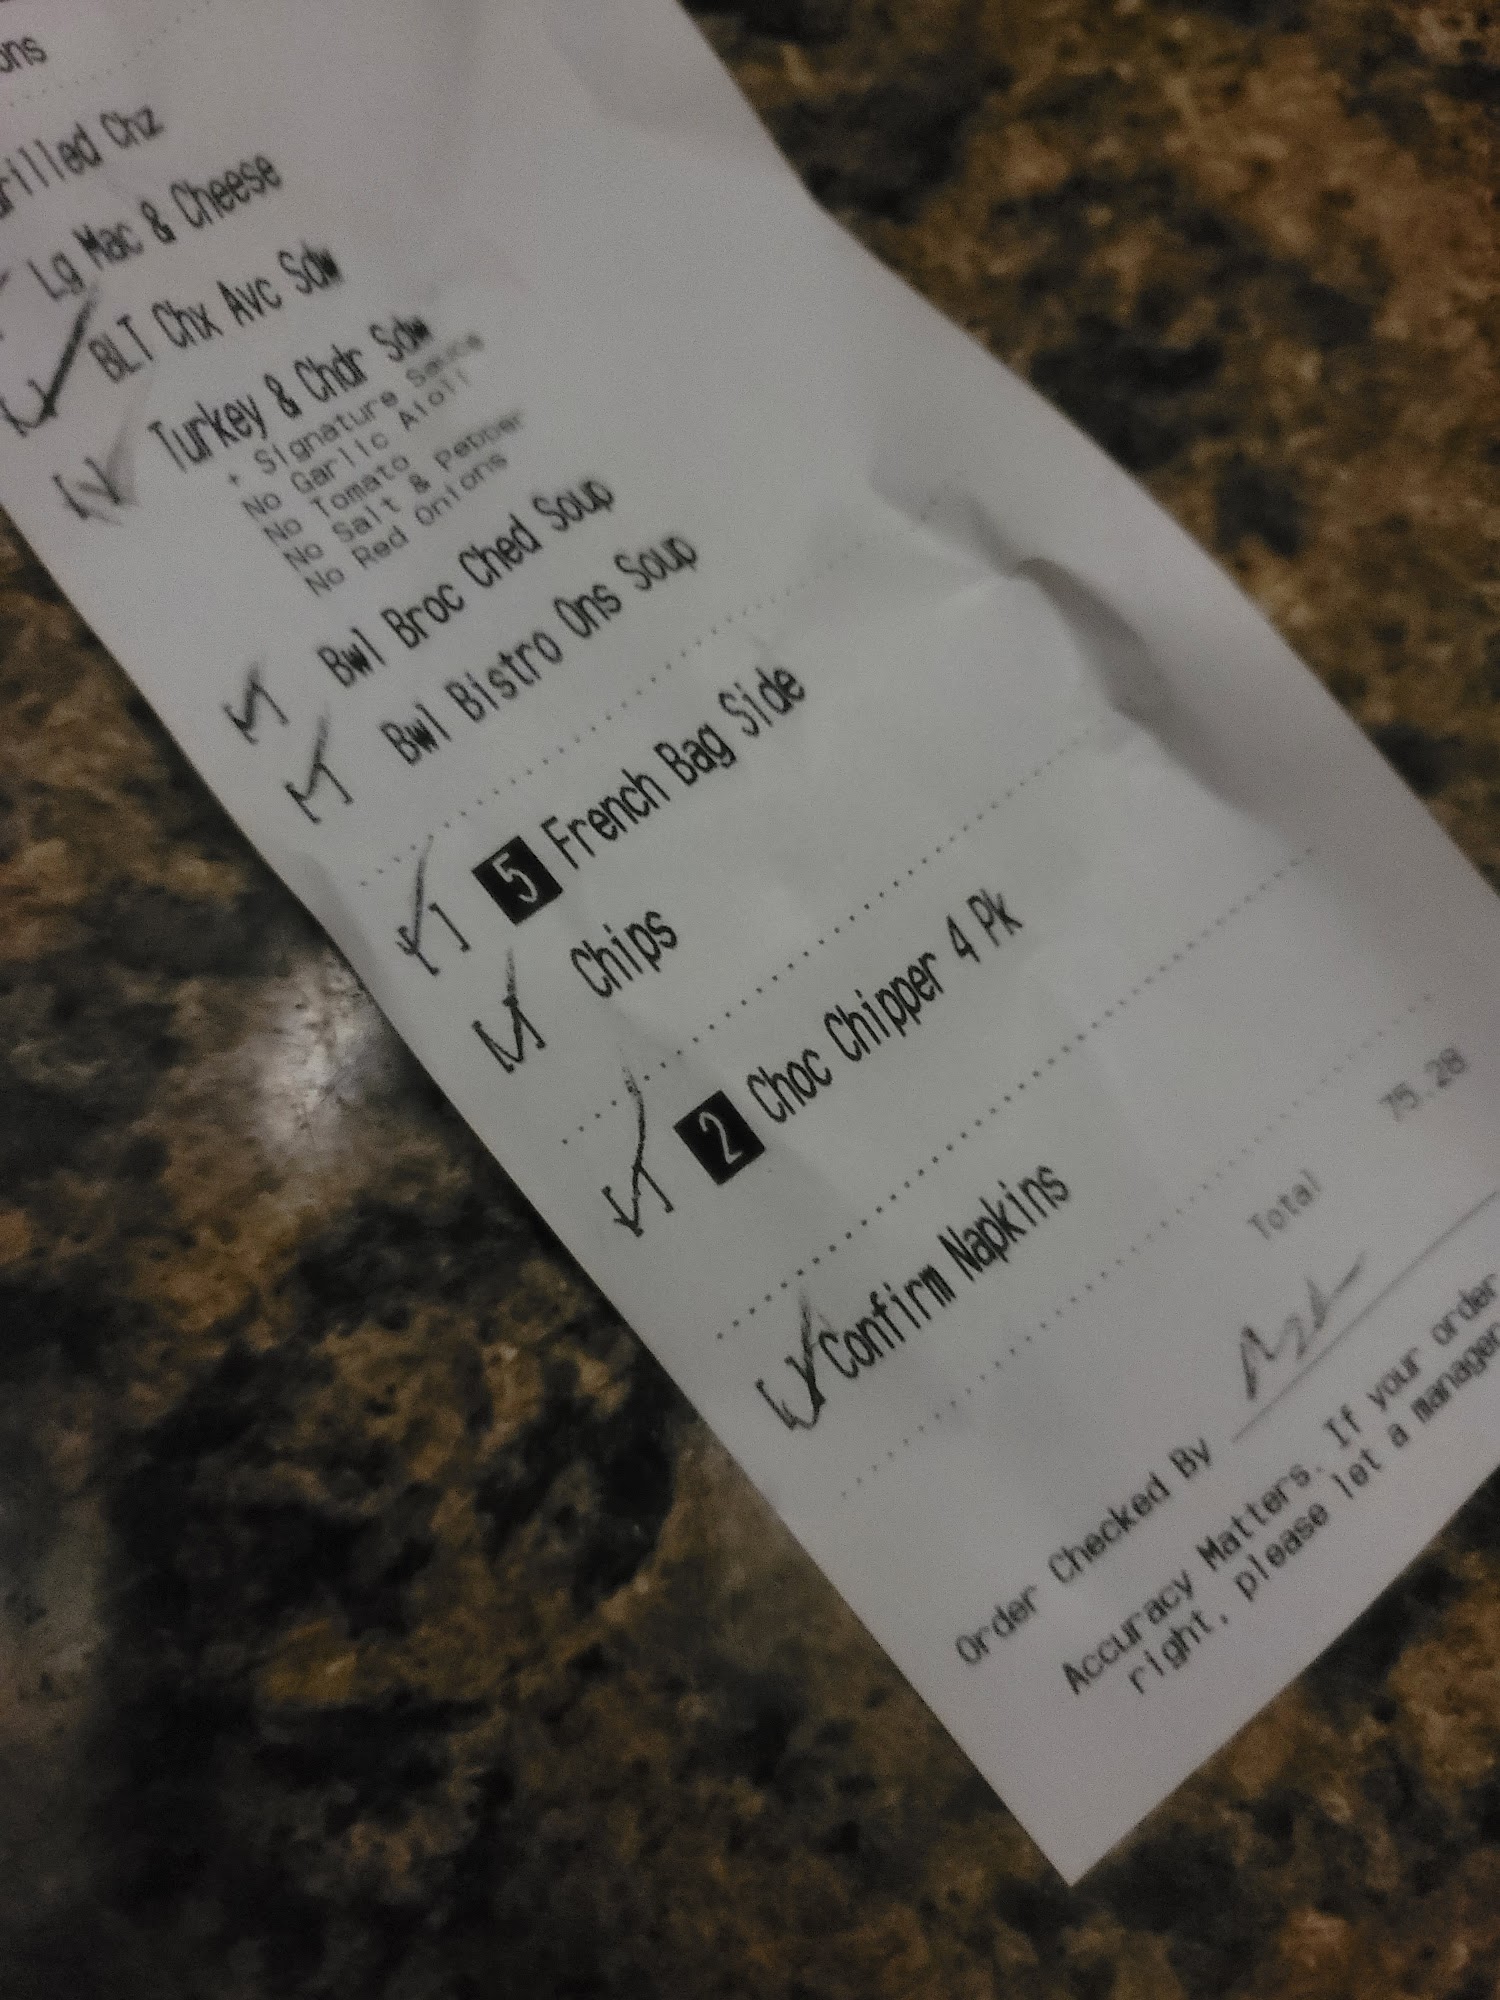 ons
rilled Chz
Lg Mac & Cheese
BLT Chx Avc Sdw
Turkey & Chdr Sdw
+ Signature Sauce
No Garlic Aioli
No Tomato
No Salt & Pepper
No Red Onions
Bwl Broc Ched Soup
Bwl Bistro Ons Soup
5 French Bag Side
Chips
2 Choc Chipper 4 Pk
Confirm Napkins
Total 75.28
Order Checked By
Accuracy Matters. If your order
right, please let a manager